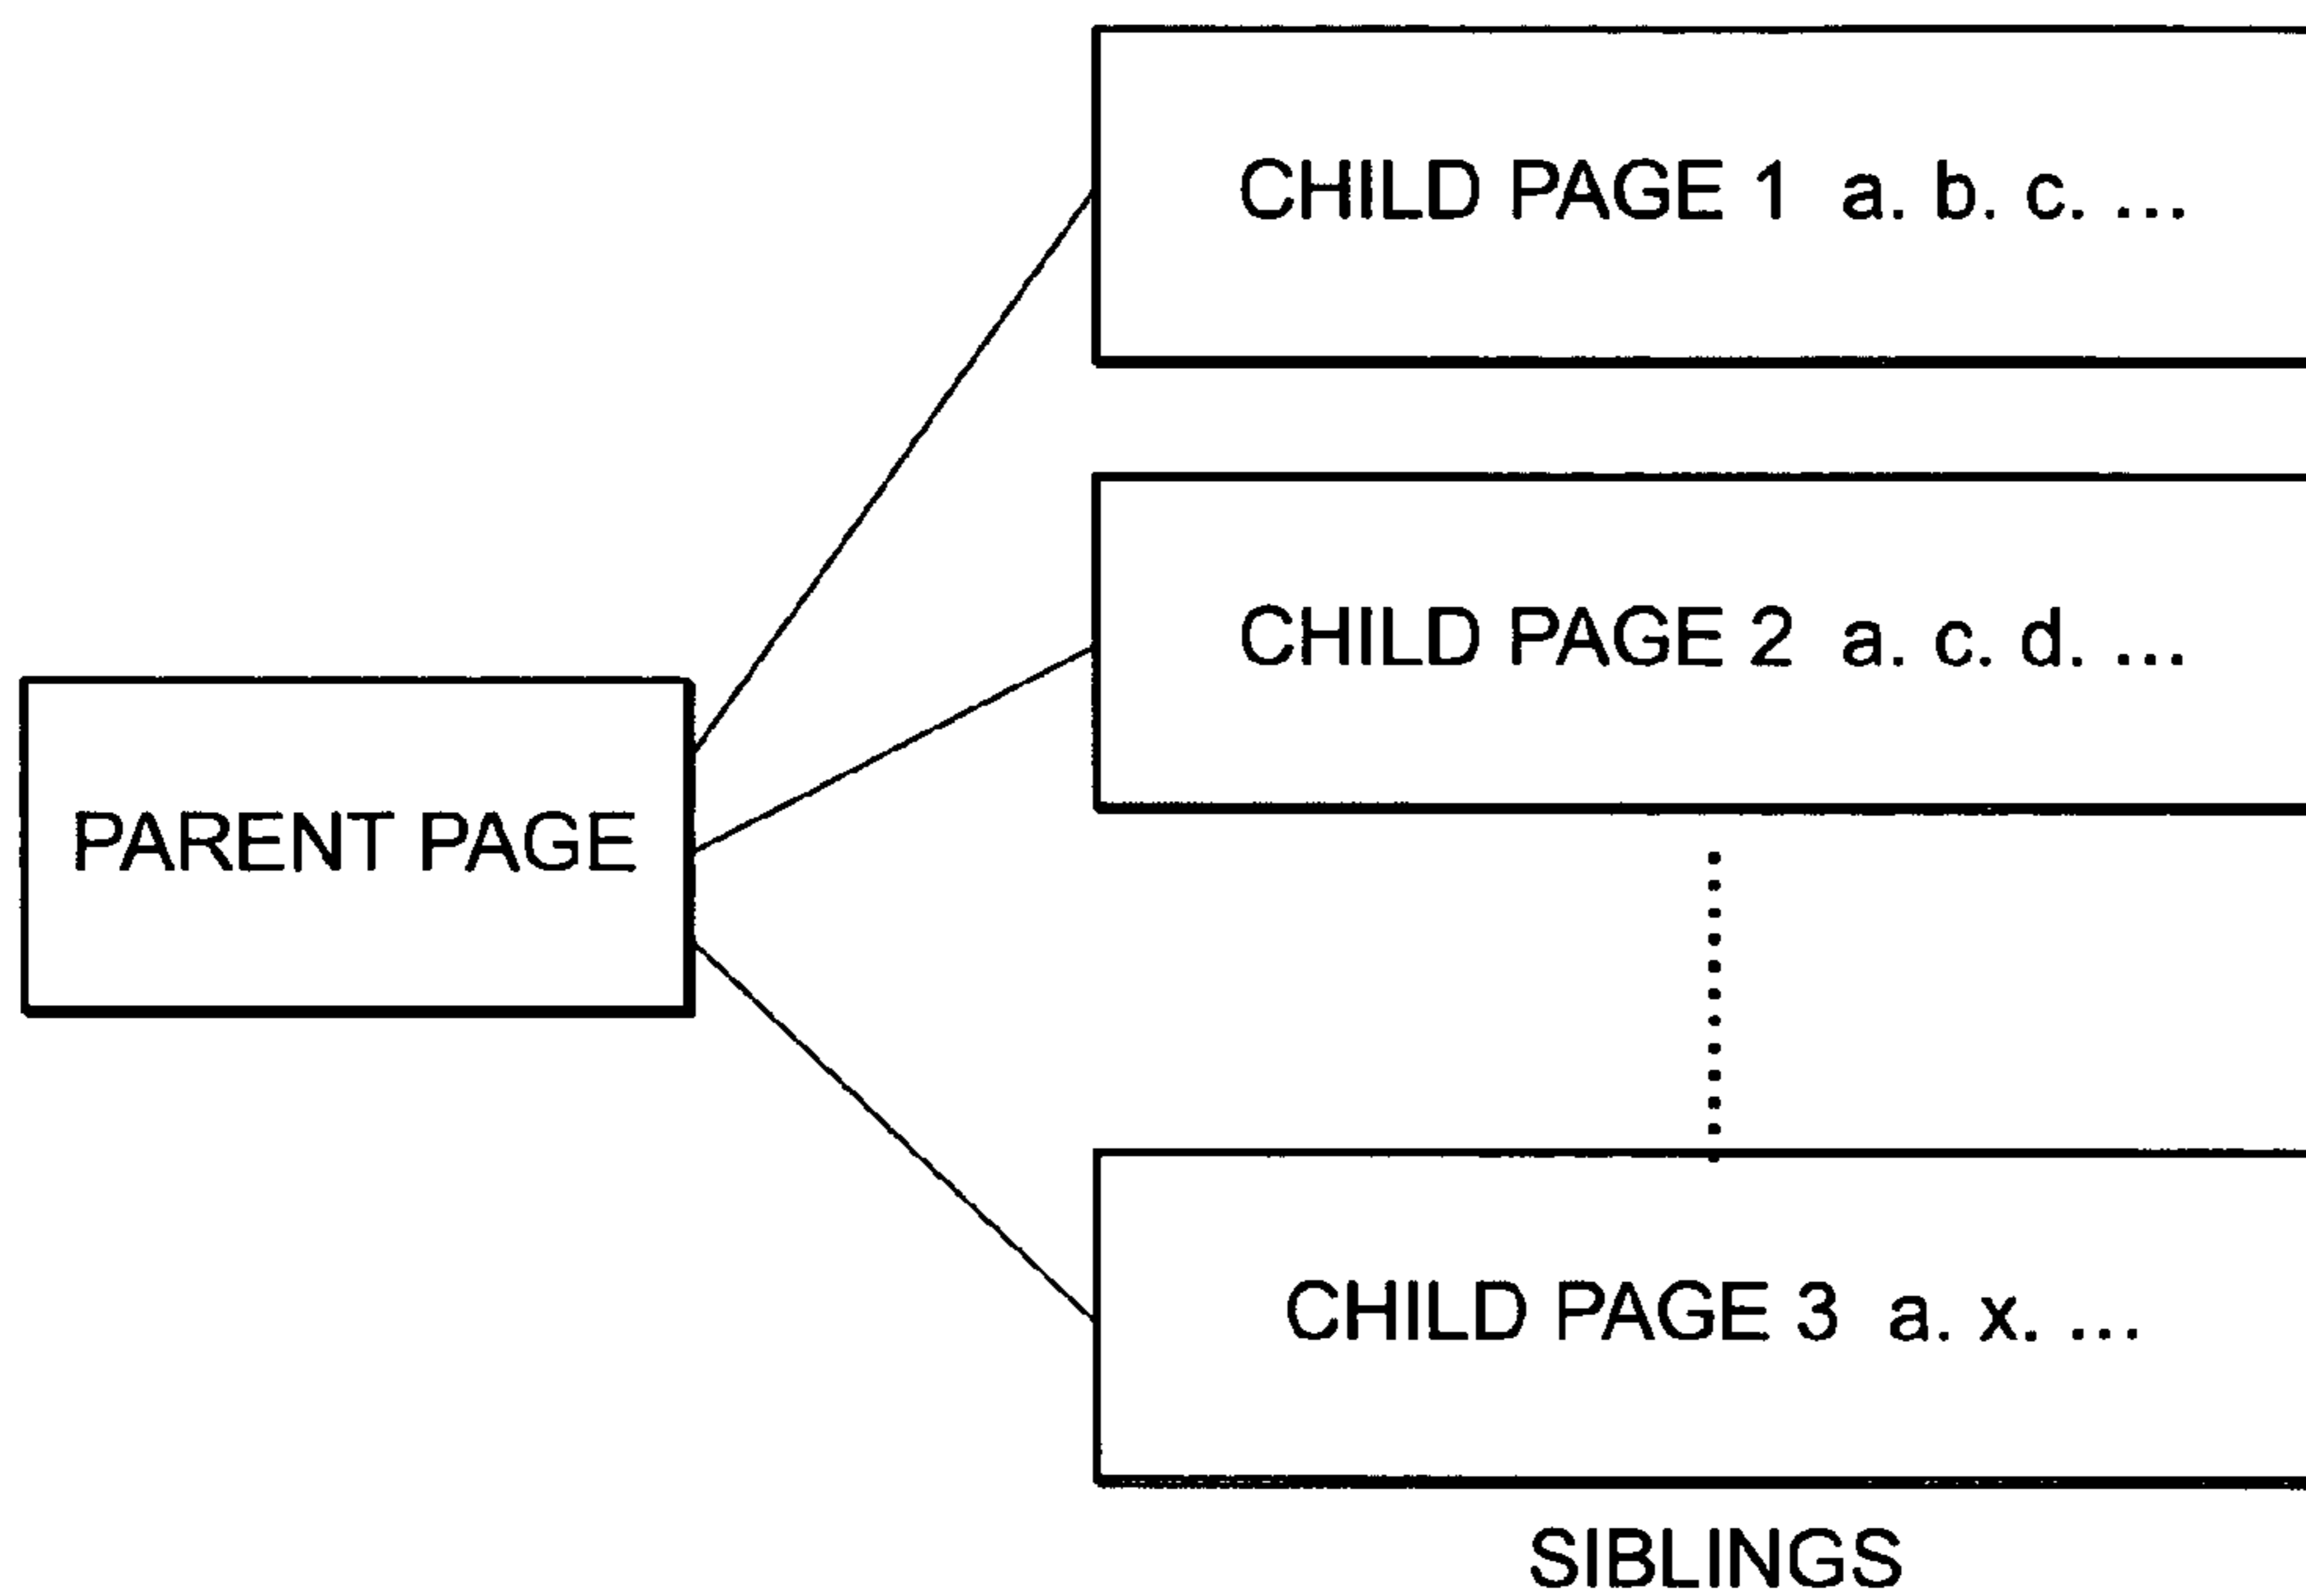 CHILD PAGE 1 a. b. c. ...
CHILD PAGE 2 a. c. d. ...
PARENT PAGE
CHILD PAGE 3 a. x. ...
SIBLINGS